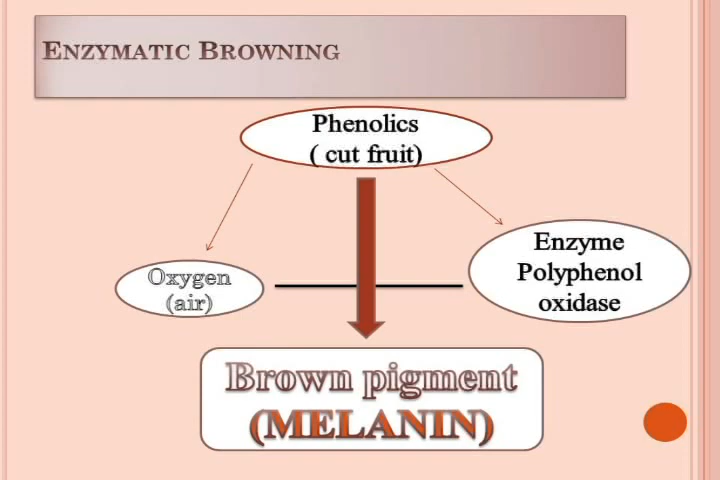 ENZYMATIC BROWNING
Phenolics
( cut fruit)
Oxygen
(air)
Enzyme
Polyphenol
oxidase
Brown pigment
(MELANIN)